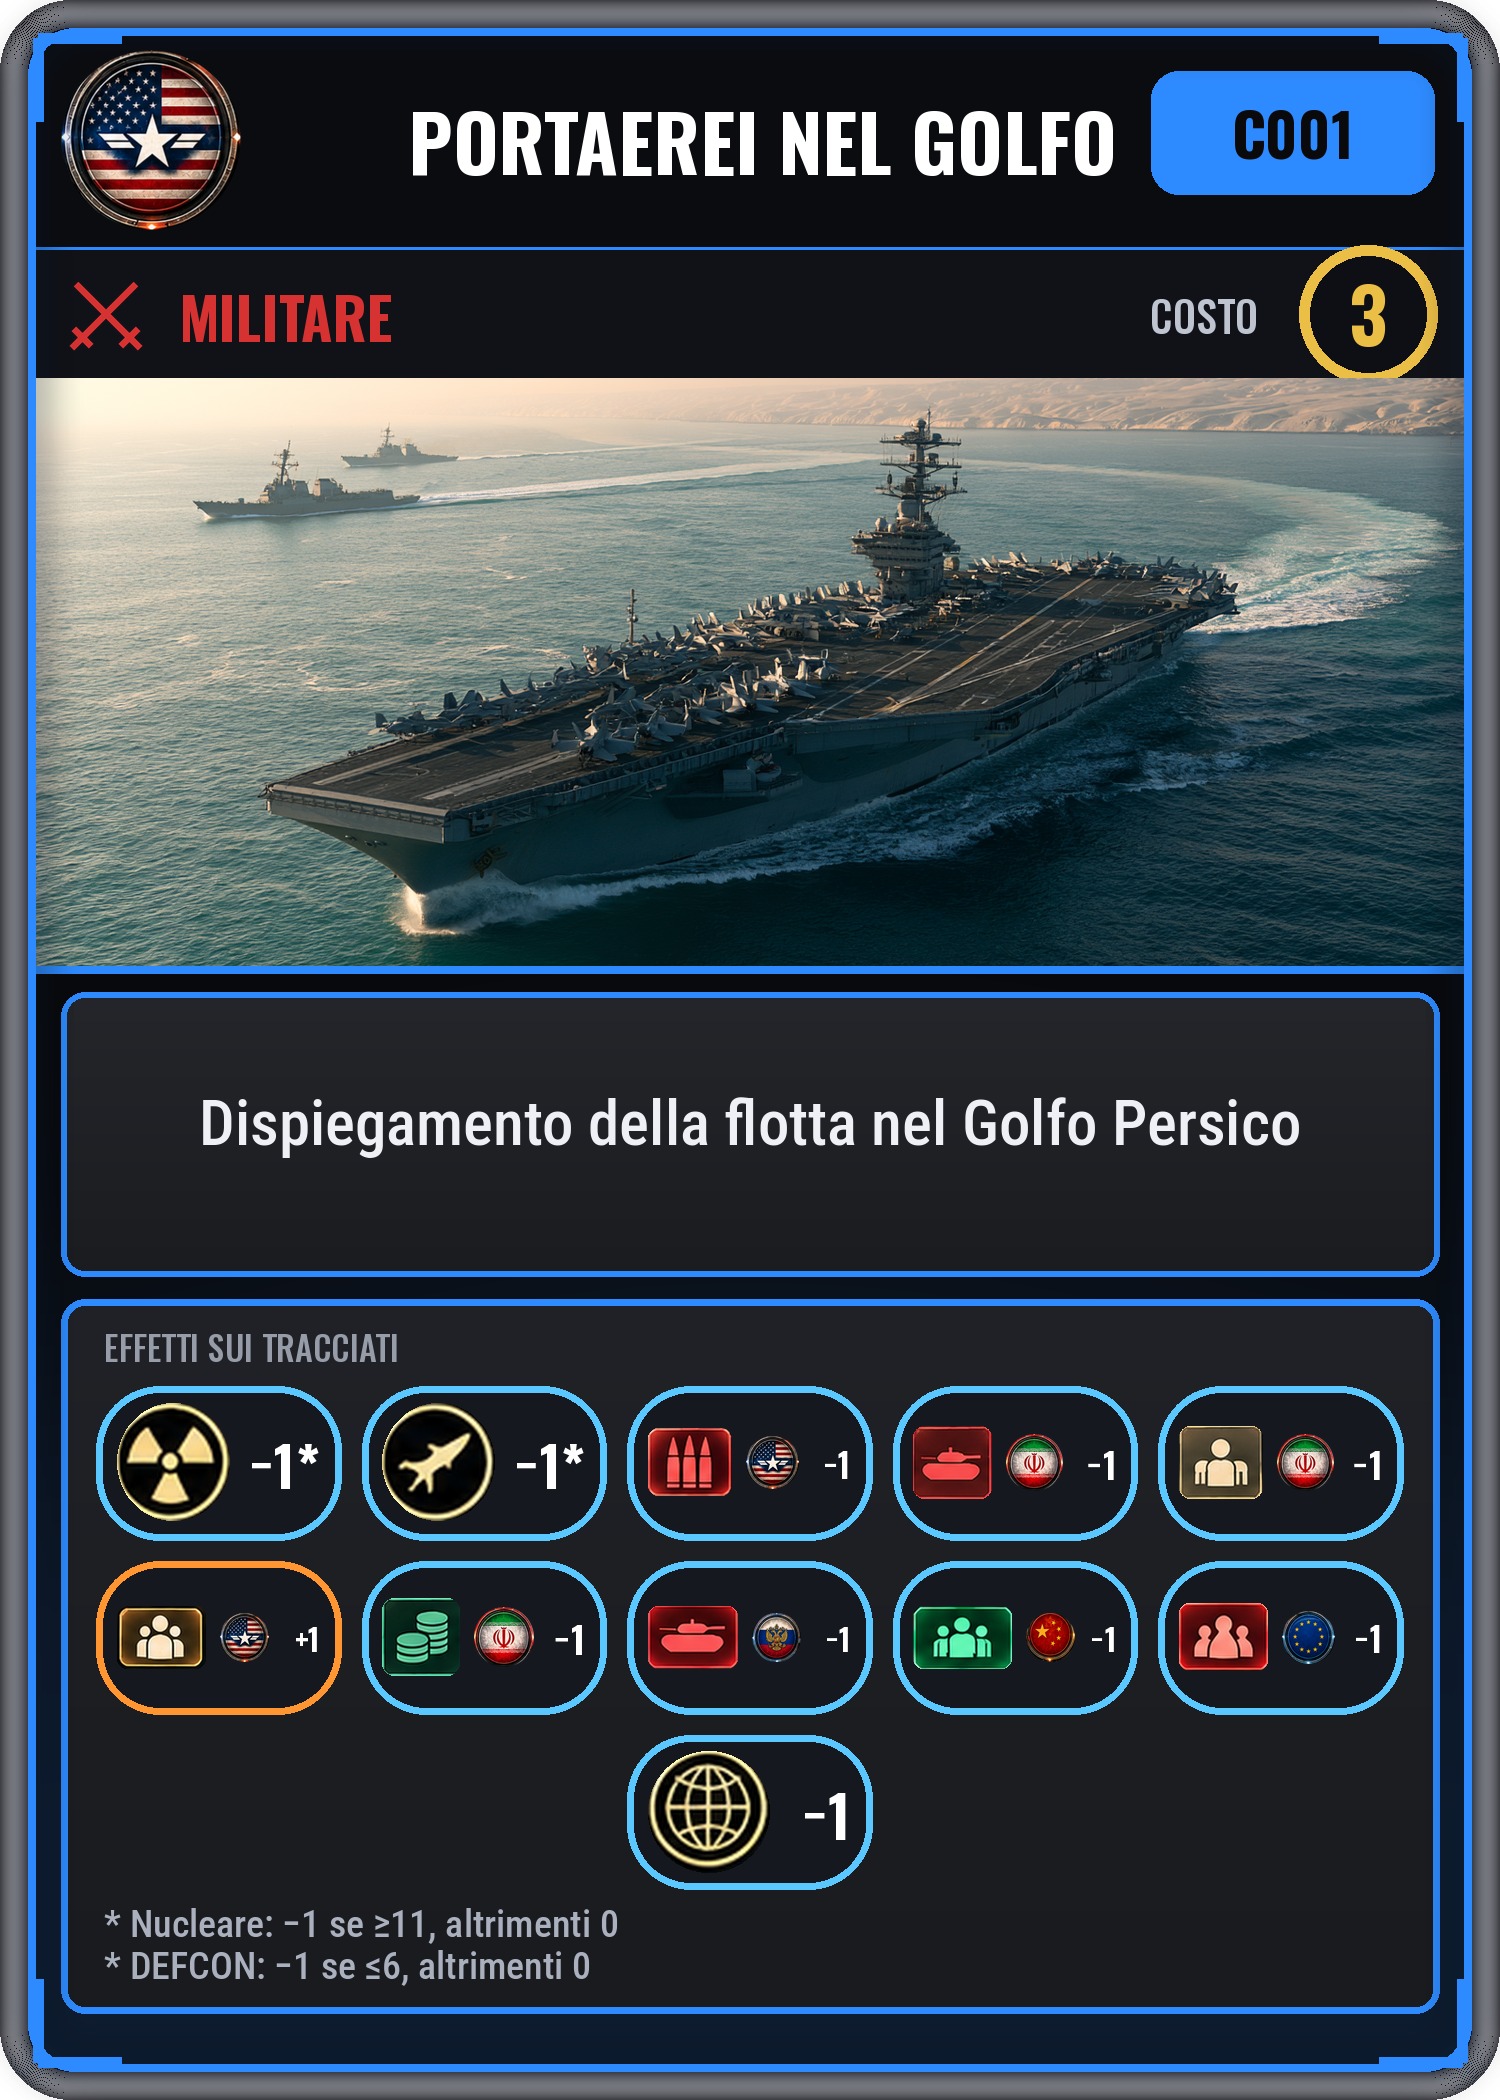 PORTAEREI NEL GOLFO
C001
MILITARE
COSTO
3
Dispiegamento della flotta nel Golfo Persico
EFFETTI SUI TRACCIATI
−1* −1* −1 −1 −1
+1 −1 −1 −1 −1
−1
* Nucleare: −1 se ≥11, altrimenti 0
* DEFCON: −1 se ≤6, altrimenti 0